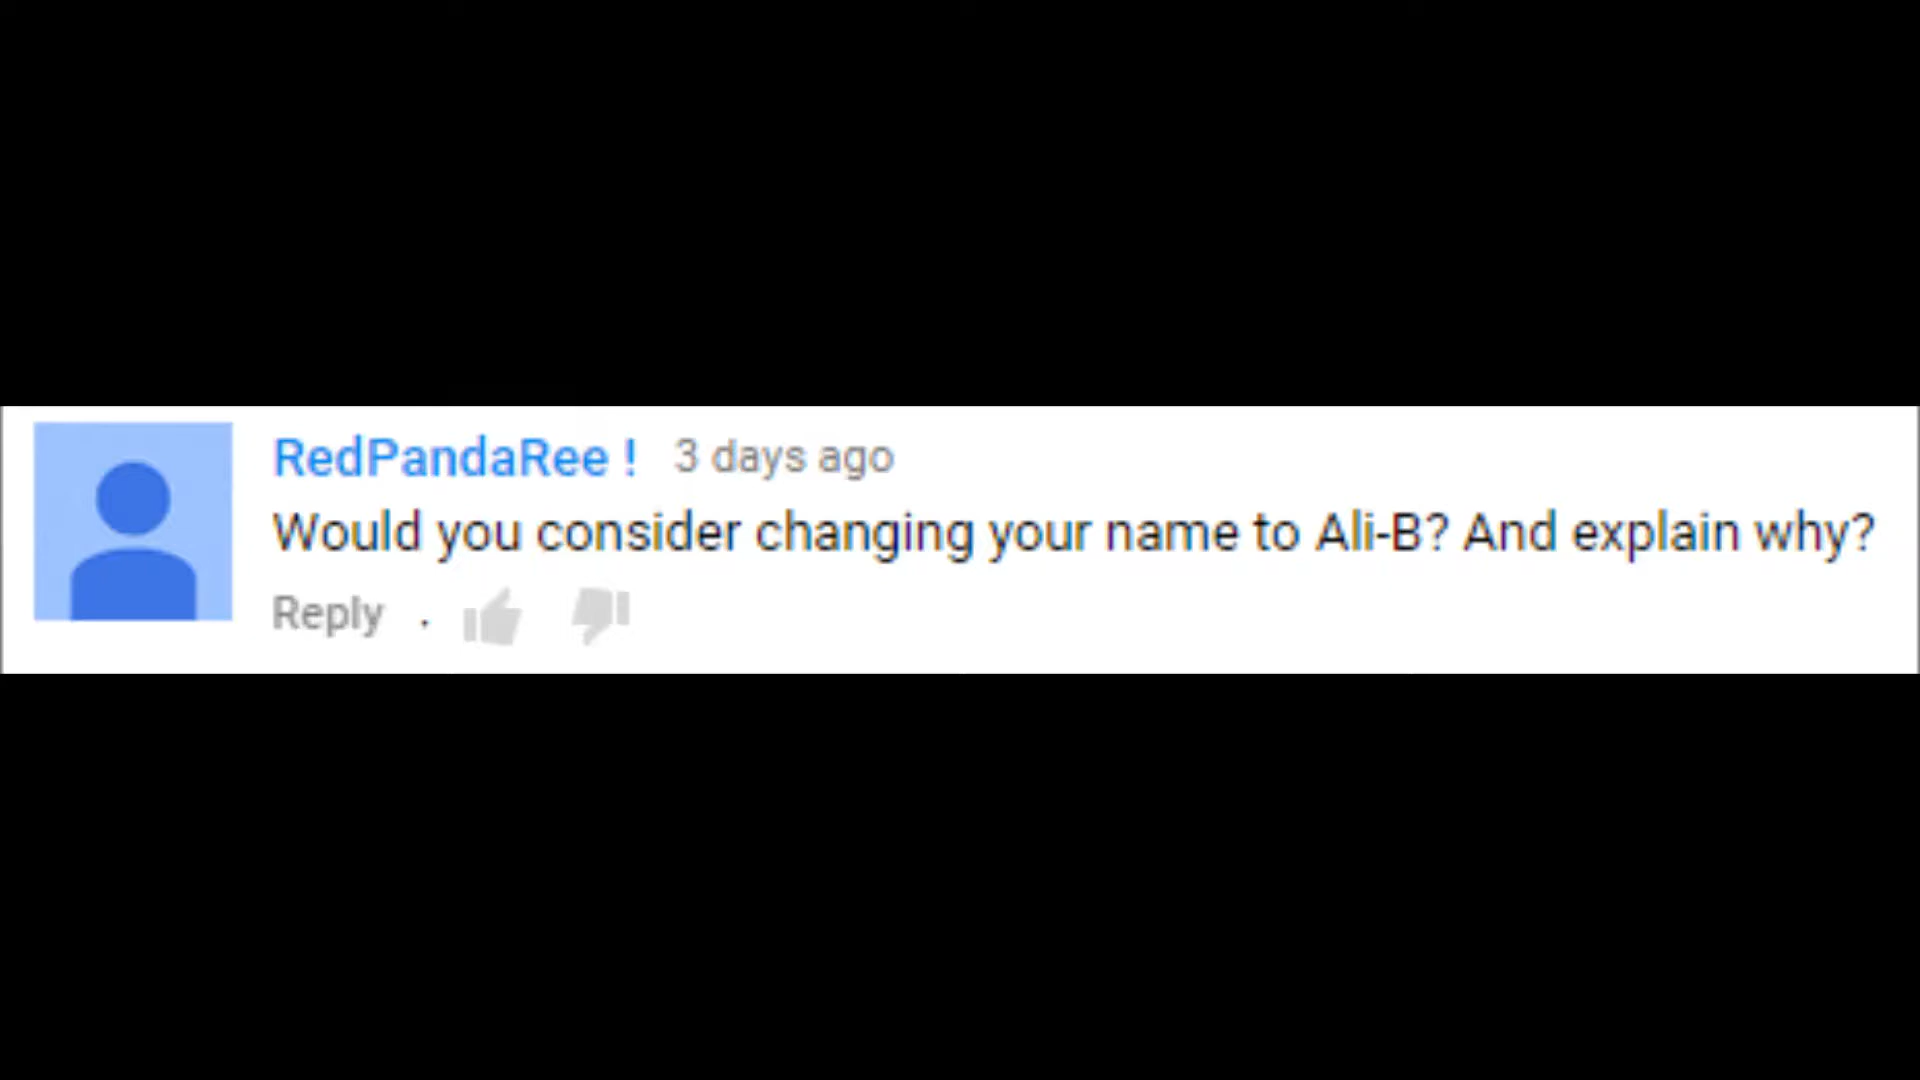 RedPandaRee ! 3 days ago
Would you consider changing your name to Ali-B? And explain why?
Reply .